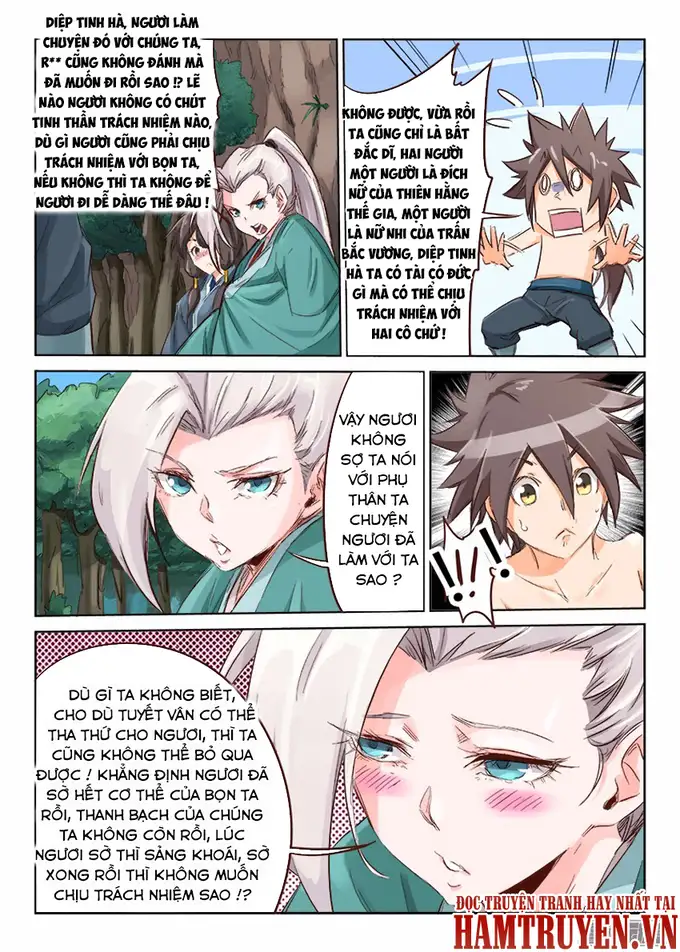 DIỆP TINH HÀ, NGƯƠI LÀM
CHUYỆN ĐÓ VỚI CHÚNG TA,
R** CŨNG KHÔNG ĐÁNH MÀ
ĐÃ MUỐN ĐI RỒI SAO !? LẼ
NÀO NGƯƠI KHÔNG CÓ CHÚT
TINH THẦN TRÁCH NHIỆM NÀO,
DÙ GÌ NGƯƠI CŨNG PHẢI CHỊU
TRÁCH NHIỆM VỚI BỌN TA,
NẾU KHÔNG THÌ TA KHÔNG ĐỂ
NGƯƠI ĐI DỄ DÀNG THẾ ĐÂU !
KHÔNG ĐƯỢC, VỪA RỒI
TA CŨNG CHỈ LÀ BẤT
ĐẮC DĨ, HAI NGƯỜI
MỘT NGƯỜI LÀ ĐÍCH
NỮ CỦA THIÊN HẰNG
THẾ GIA, MỘT NGƯỜI
LÀ NỮ NHI CỦA TRẤN
BẮC VƯƠNG, DIỆP TINH
HÀ TA CÓ TÀI CÓ ĐỨC
GÌ MÀ CÓ THỂ CHỊU
TRÁCH NHIỆM VỚI
HAI CÔ CHỨ !
VẬY NGƯƠI
KHÔNG
SỢ TA NÓI
VỚI PHỤ
THÂN TA
CHUYỆN
NGƯƠI ĐÃ
LÀM VỚI TA
SAO ?
!!
DÙ GÌ TA KHÔNG BIẾT,
CHO DÙ TUYẾT VÂN CÓ THỂ
THA THỨ CHO NGƯƠI, THÌ TA
CŨNG KHÔNG THỂ BỎ QUA
ĐƯỢC ! KHẲNG ĐỊNH NGƯƠI ĐÃ
SỜ HẾT CƠ THỂ CỦA BỌN TA
RỒI, THANH BẠCH CỦA CHÚNG
TA KHÔNG CÒN RỒI, LÚC
NGƯƠI SỜ THÌ SẢNG KHOÁI, SỜ
XONG RỒI THÌ KHÔNG MUỐN
CHỊU TRÁCH NHIỆM SAO !?
ĐỌC TRUYỆN TRANH HAY NHẤT TẠI
HAMTRUYEN.VN